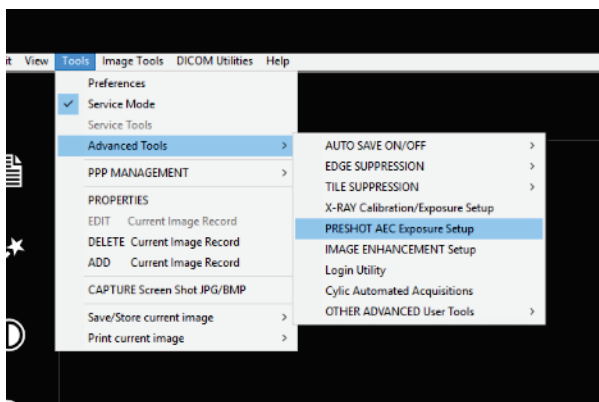 it View Tools Image Tools DICOM Utilities Help
Preferences
Service Mode
Service Tools
Advanced Tools >
PPP MANAGEMENT >
PROPERTIES
EDIT Current Image Record
DELETE Current Image Record
ADD Current Image Record
CAPTURE Screen Shot JPG/BMP
Save/Store current image >
Print current image >
AUTO SAVE ON/OFF >
EDGE SUPPRESSION >
TILE SUPPRESSION >
X-RAY Calibration/Exposure Setup
PRESHOT AEC Exposure Setup
IMAGE ENHANCEMENT Setup
Login Utility
Cylic Automated Acquisitions
OTHER ADVANCED User Tools >